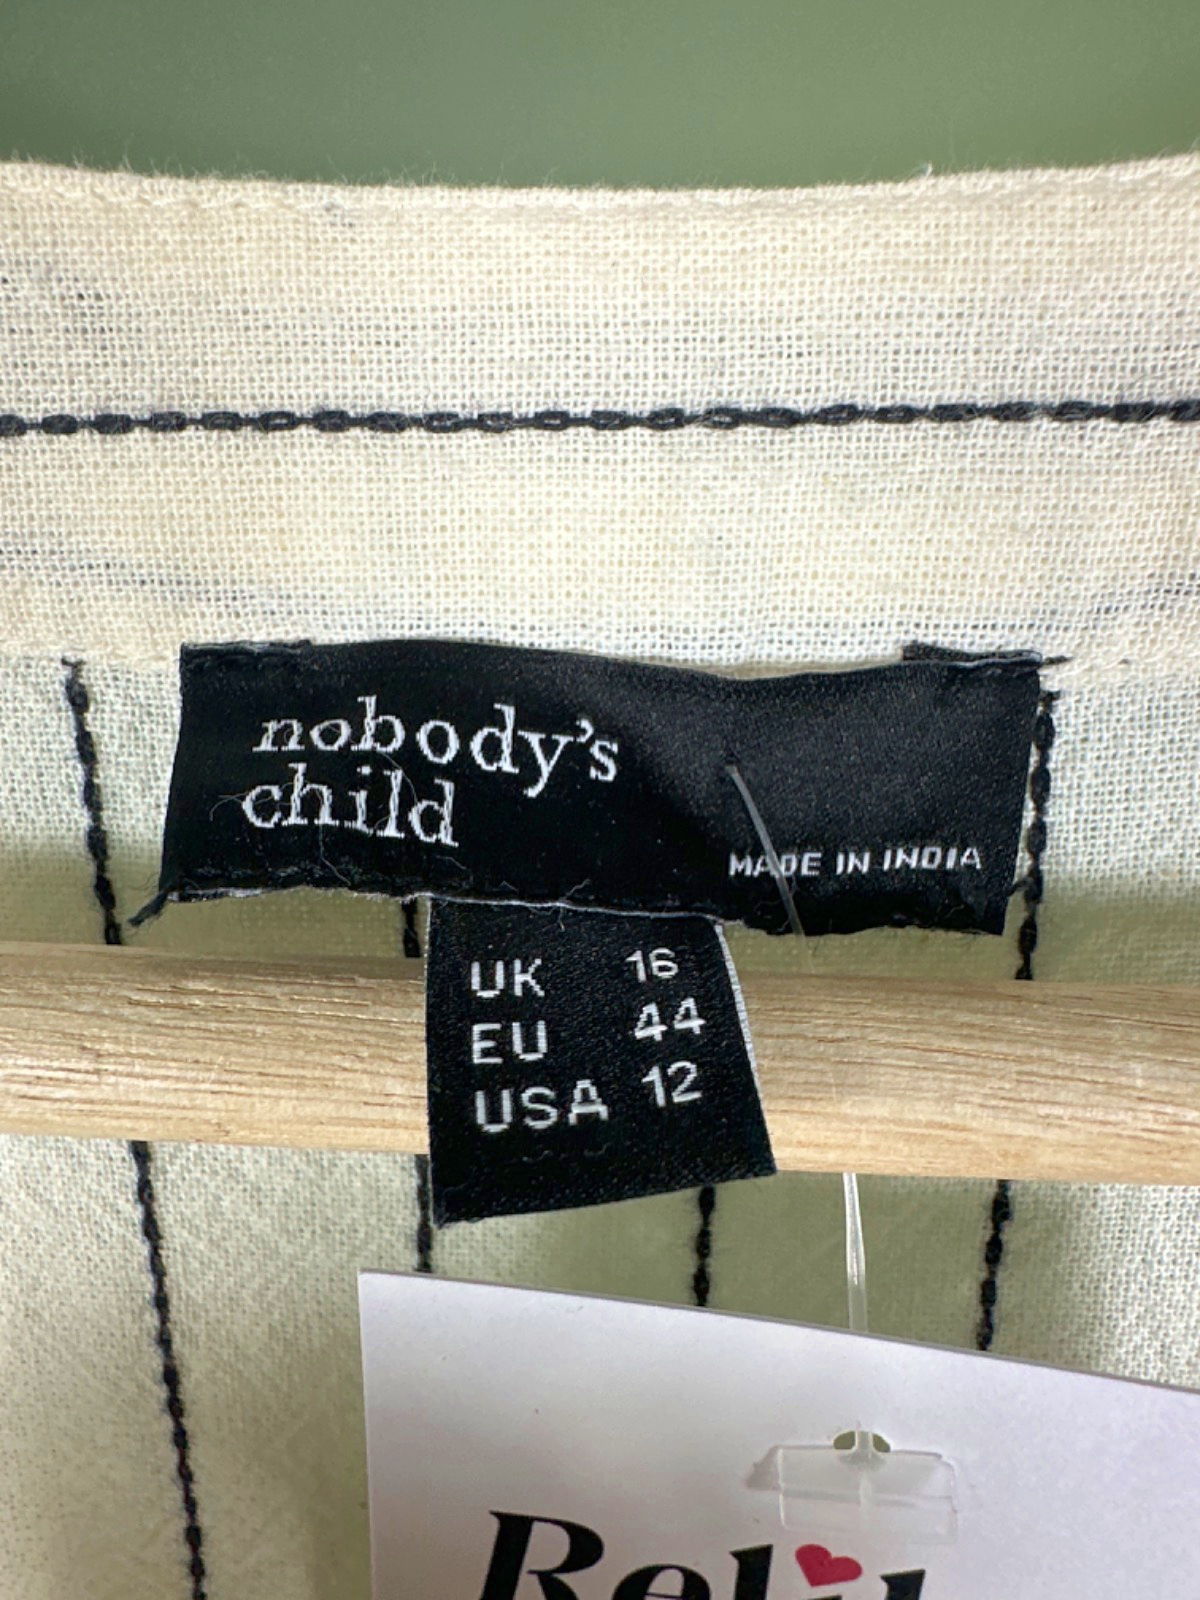 nobody's
child
MADE IN INDIA
UK 16
EU 44
USA 12